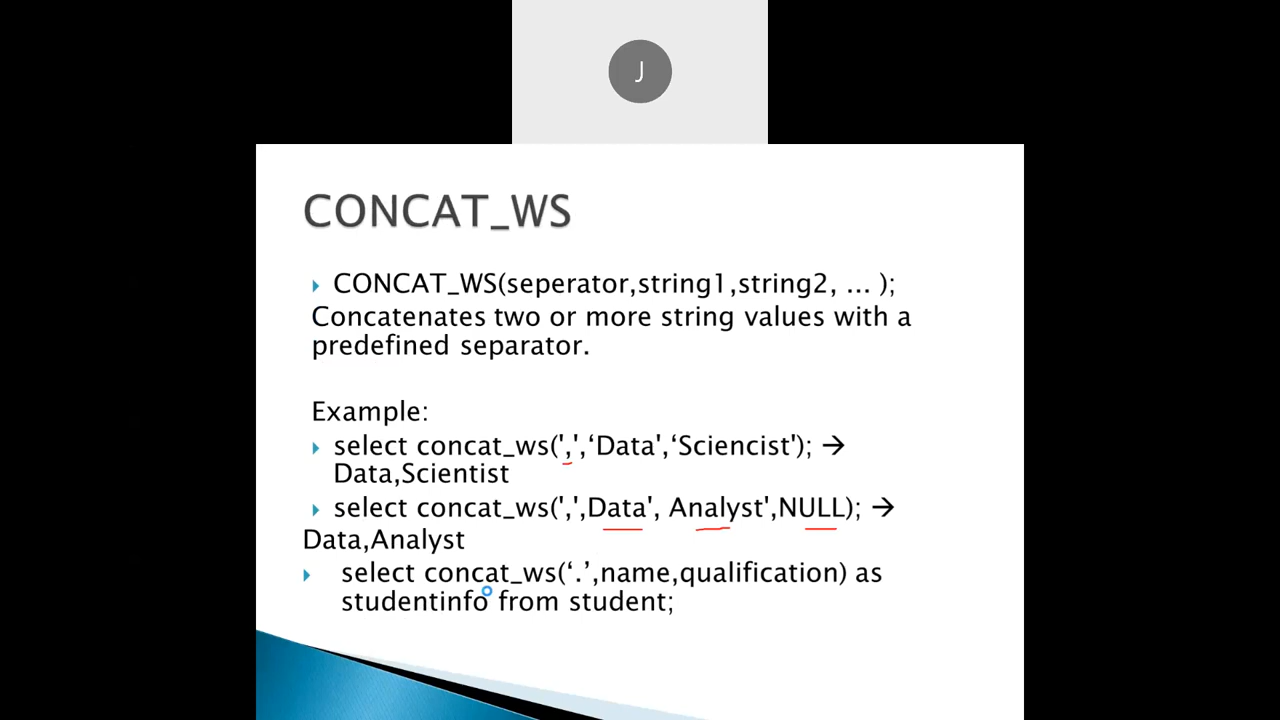 J
CONCAT_WS
CONCAT_WS(seperator,string1,string2, ... );
Concatenates two or more string values with a
predefined separator.
Example:
select concat_ws(',',‘Data',‘Sciencist'); →
Data,Scientist
select concat_ws(',',Data', Analyst',NULL); →
Data,Analyst
select concat_ws(‘.’,name,qualification) as
studentinfo from student;